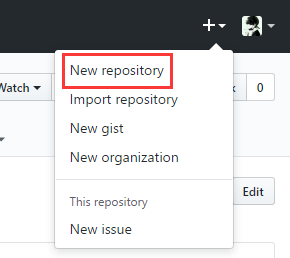 New repository
Watch
0
Import repository
New gist
New organization
Edit
This repository
New issue